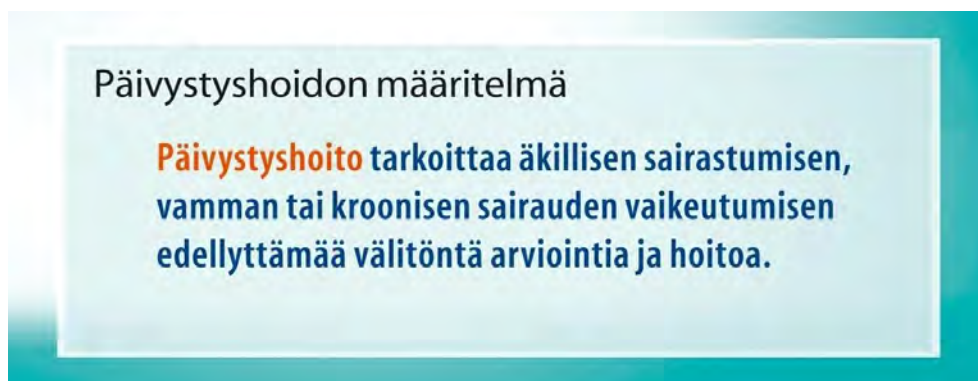 Päivystyshoidon määritelmä
Päivystyshoito tarkoittaa äkillisen sairastumisen,
vamman tai kroonisen sairauden vaikeutumisen
edellyttämää välitöntä arviointia ja hoitoa.